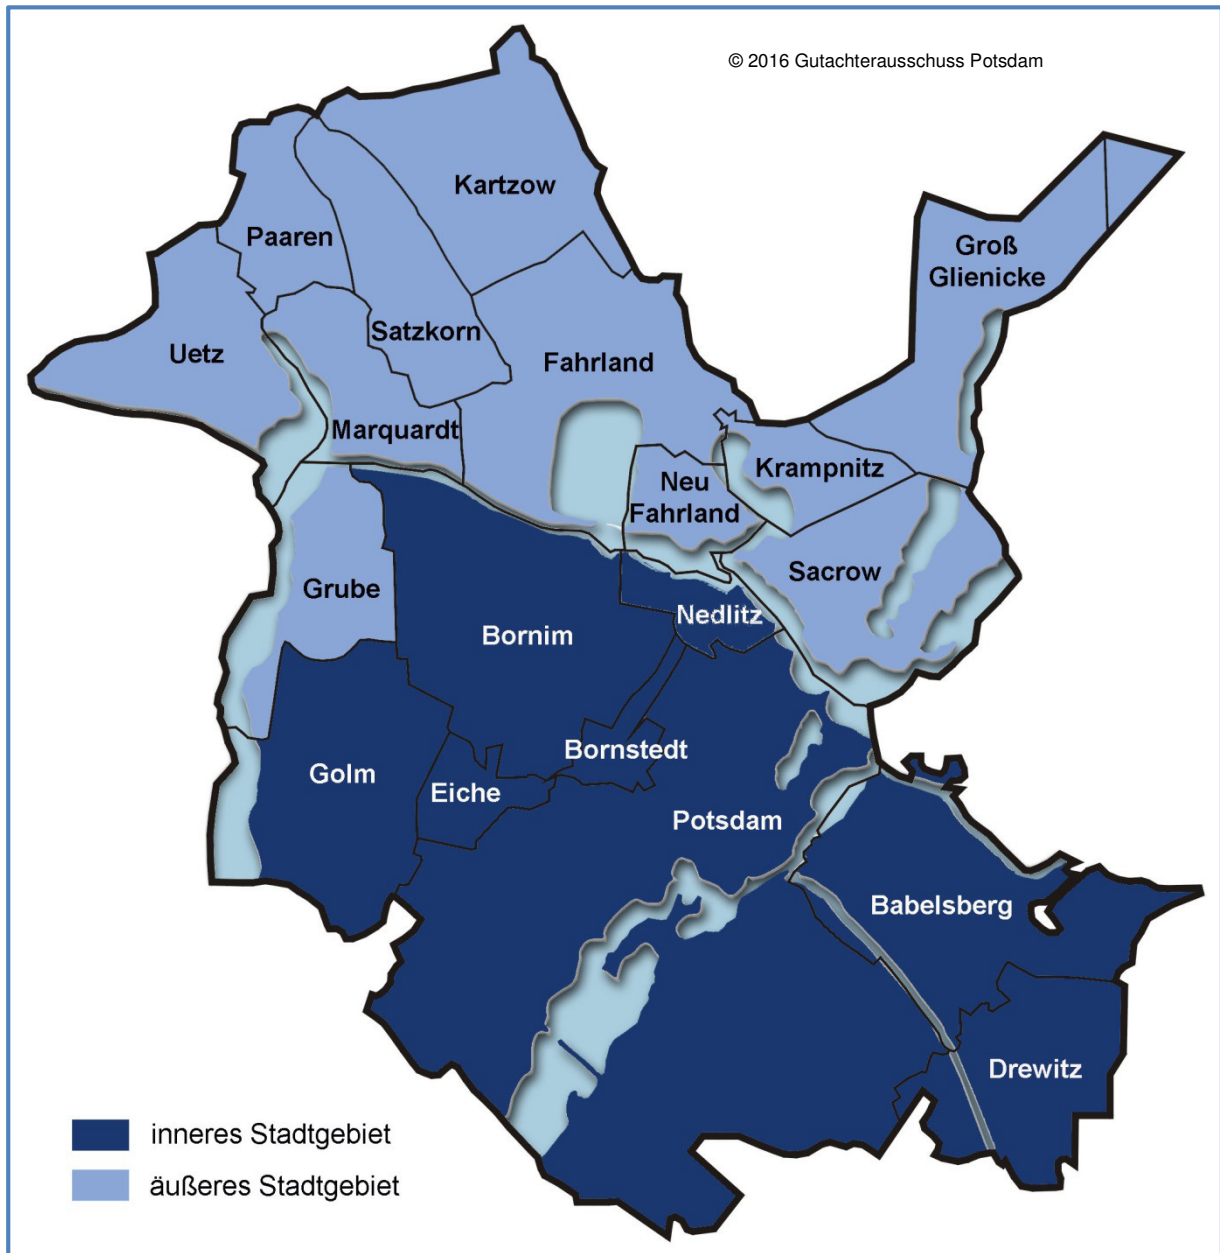 © 2016 Gutachterausschuss Potsdam
Kartzow
Paaren
Groß
Glienicke
Satzkorn
Uetz
Fahrland
Marquardt
Krampnitz
Neu
Fahrland
Sacrow
Grube
Nedlitz
Bornim
Bornstedt
Golm
Eiche
Potsdam
Babelsberg
Drewitz
inneres Stadtgebiet
äußeres Stadtgebiet